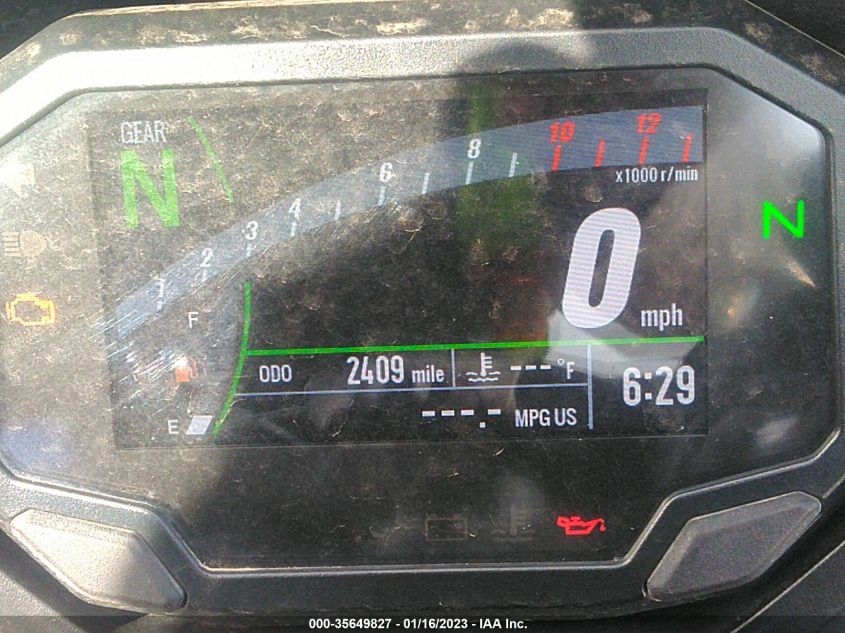 GEAR
N
1 2 3 4 6 8 10 12
x1000 r/min
N
0 mph
F
E
ODO 2409 mile
---°F
6:29
---.- MPG US
000-35649827 - 01/16/2023 - IAA Inc.